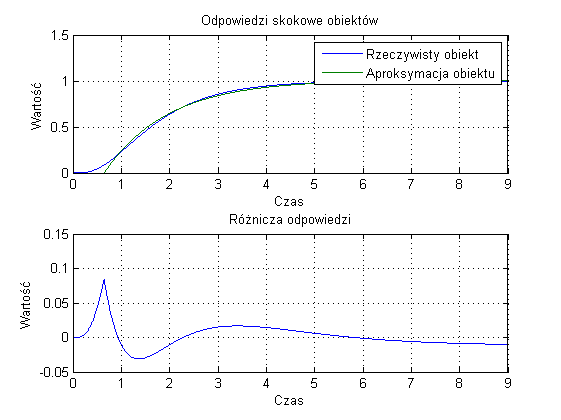 Odpowiedzi skokowe obiektów
1.5
1
0.5
0
Wartość
Rzeczywisty obiekt
Aproksymacja obiektu
0 1 2 3 4 5 6 7 8 9
Czas
Różnicza odpowiedzi
0.15
0.1
0.05
0
-0.05
Wartość
0 1 2 3 4 5 6 7 8 9
Czas